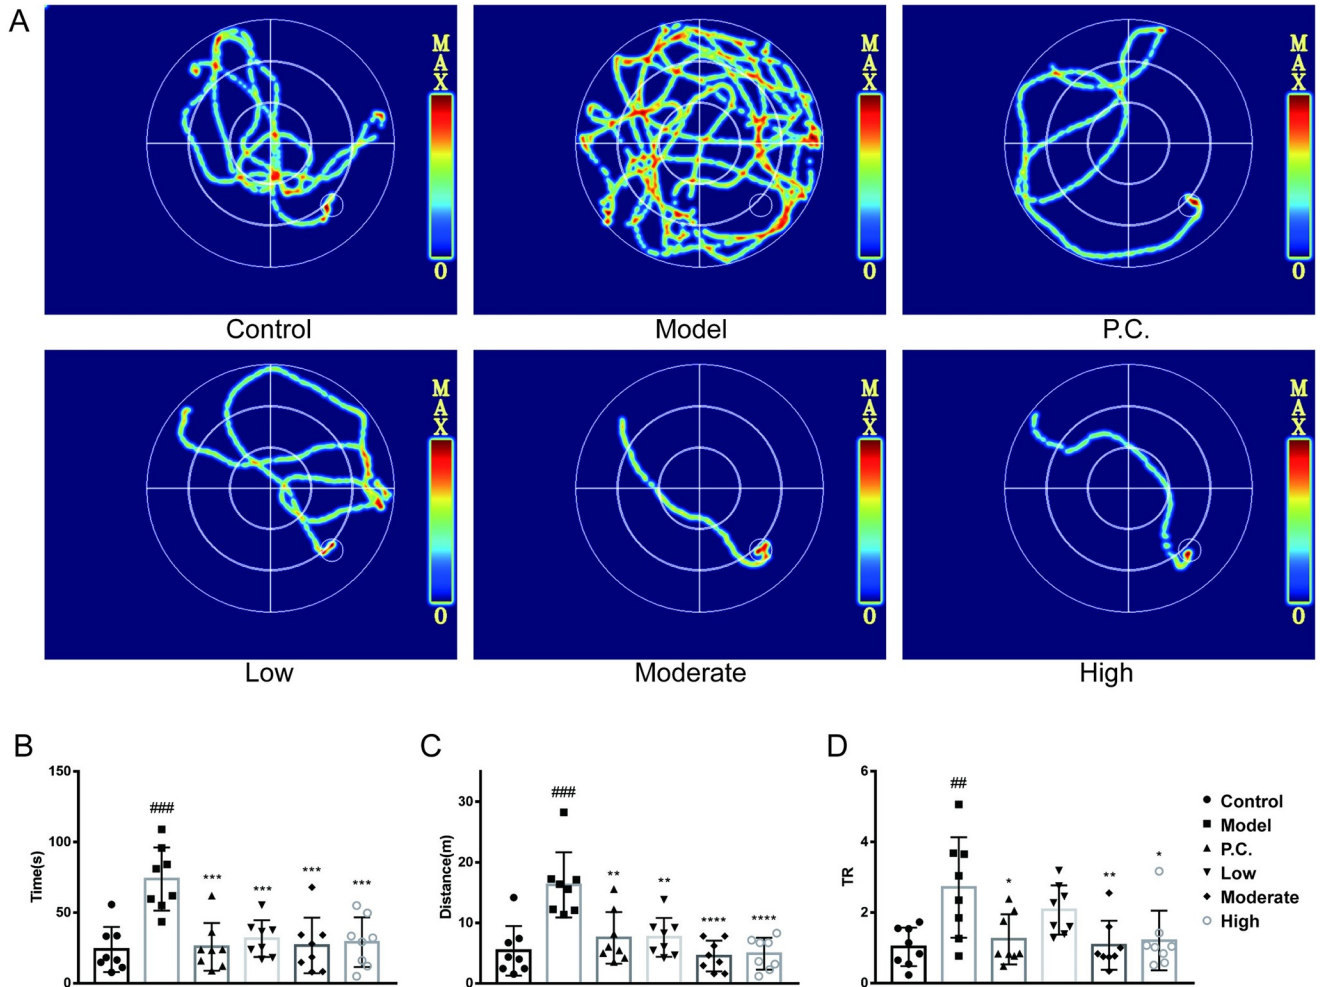 A
MAX
0
MAX
0
MAX
0
Control
Model
P.C.
MAX
0
MAX
0
MAX
0
Low
Moderate
High
B
Time(s)
150
100
50
0
###
***
***
***
***
C
Distance(m)
30
20
10
0
###
**
**
****
****
D
TR
6
4
2
0
##
*
**
*
Control
Model
P.C.
Low
Moderate
High